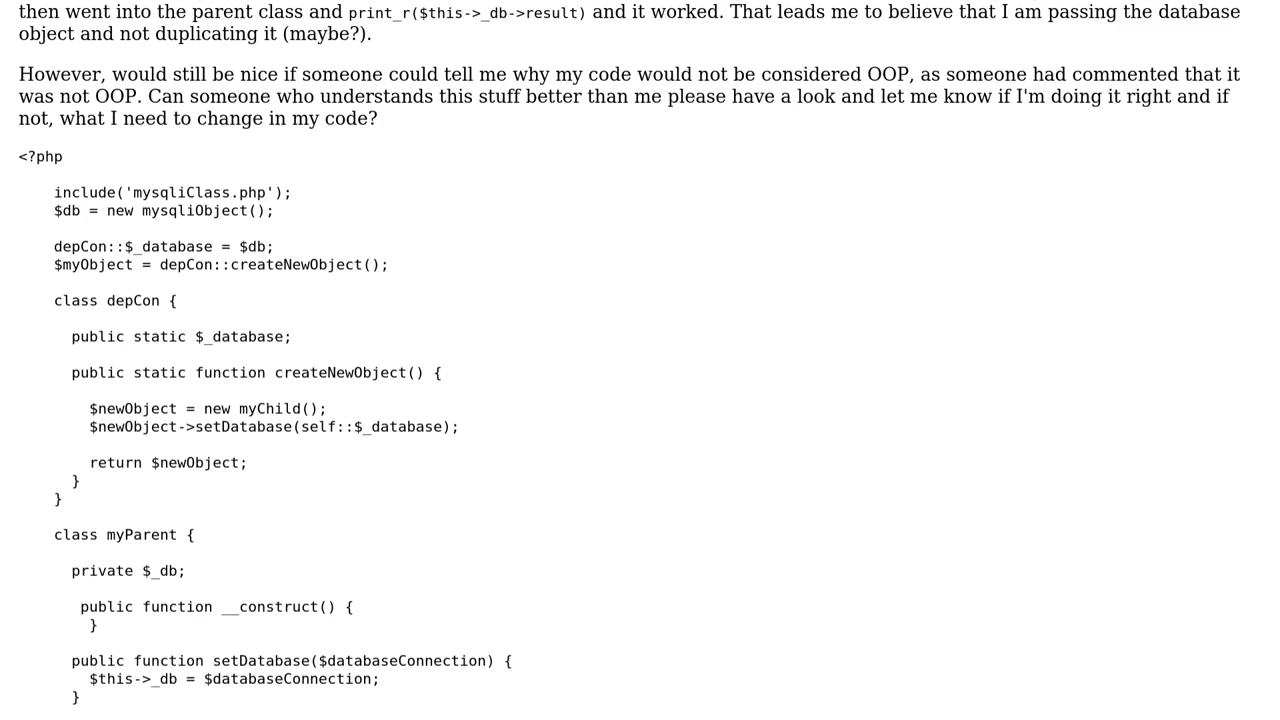 then went into the parent class and print_r($this->_db->result) and it worked. That leads me to believe that I am passing the database
object and not duplicating it (maybe?).
However, would still be nice if someone could tell me why my code would not be considered OOP, as someone had commented that it
was not OOP. Can someone who understands this stuff better than me please have a look and let me know if I'm doing it right and if
not, what I need to change in my code?
<?php
include('mysqliClass.php');
$db = new mysqliObject();
depCon::$_database = $db;
$myObject = depCon::createNewObject();
class depCon {
public static $_database;
public static function createNewObject() {
$newObject = new myChild();
$newObject->setDatabase(self::$_database);
return $newObject;
}
}
class myParent {
private $_db;
public function __construct() {
}
public function setDatabase($databaseConnection) {
$this->_db = $databaseConnection;
}